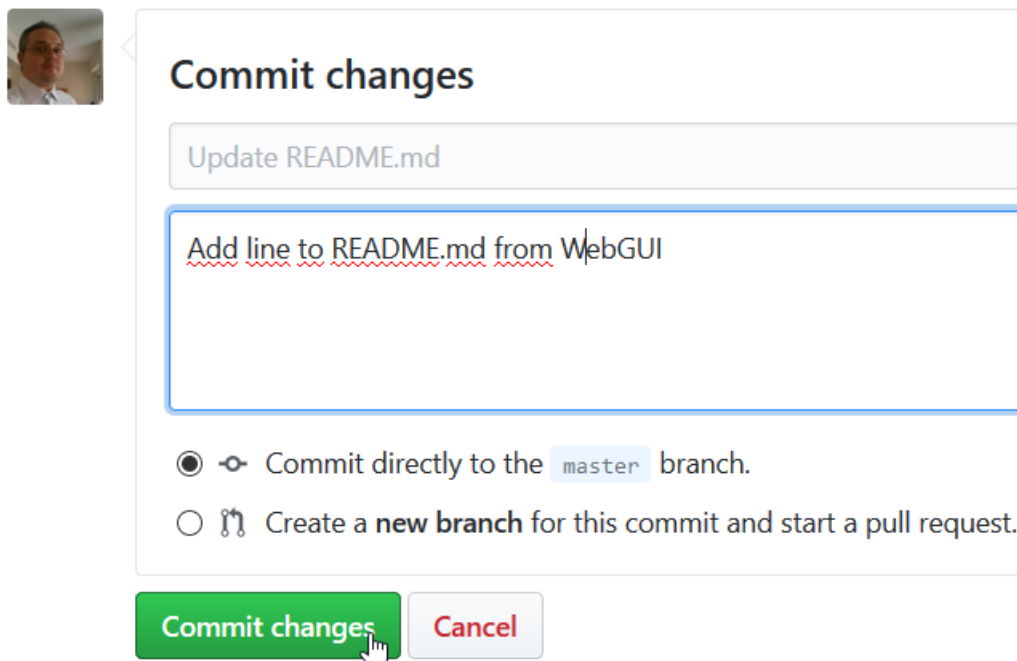 Commit changes
Update README.md
Add line to README.md from WebGUI
Commit directly to the master branch.
Create a new branch for this commit and start a pull request.
Commit changes Cancel